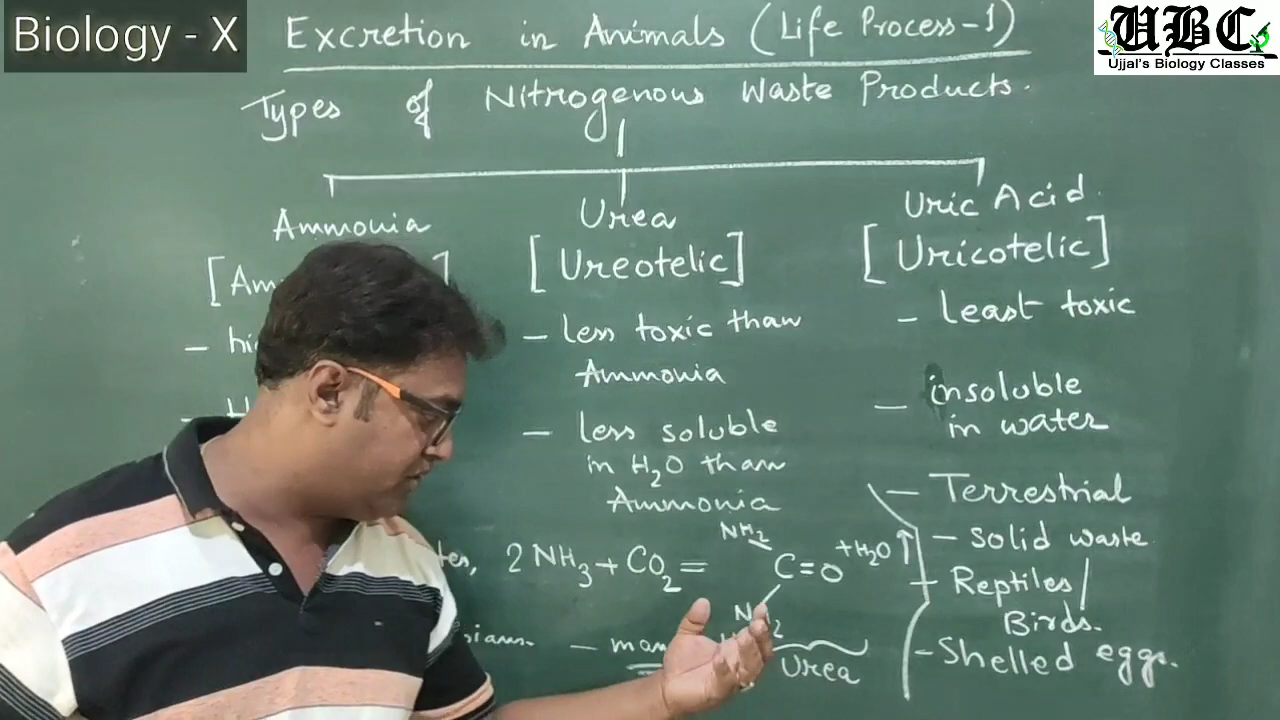 Biology - X
Excretion in Animals (Life Process-1)
UBC
Ujjal's Biology Classes
Types of Nitrogenous Waste Products.
Ammonia
[Am ]
- hi
Urea
[Ureotelic]
- less toxic than
Ammonia
- less soluble
in H₂O than
Ammonia
2 NH₃ + CO₂ =
NH₂
C=O
+H₂O ↑
Urea
Uric Acid.
[Uricotelic]
- Least toxic
- insoluble
in water
- Terrestrial
- Solid waste
- Reptiles/
Birds.
- Shelled eggs.